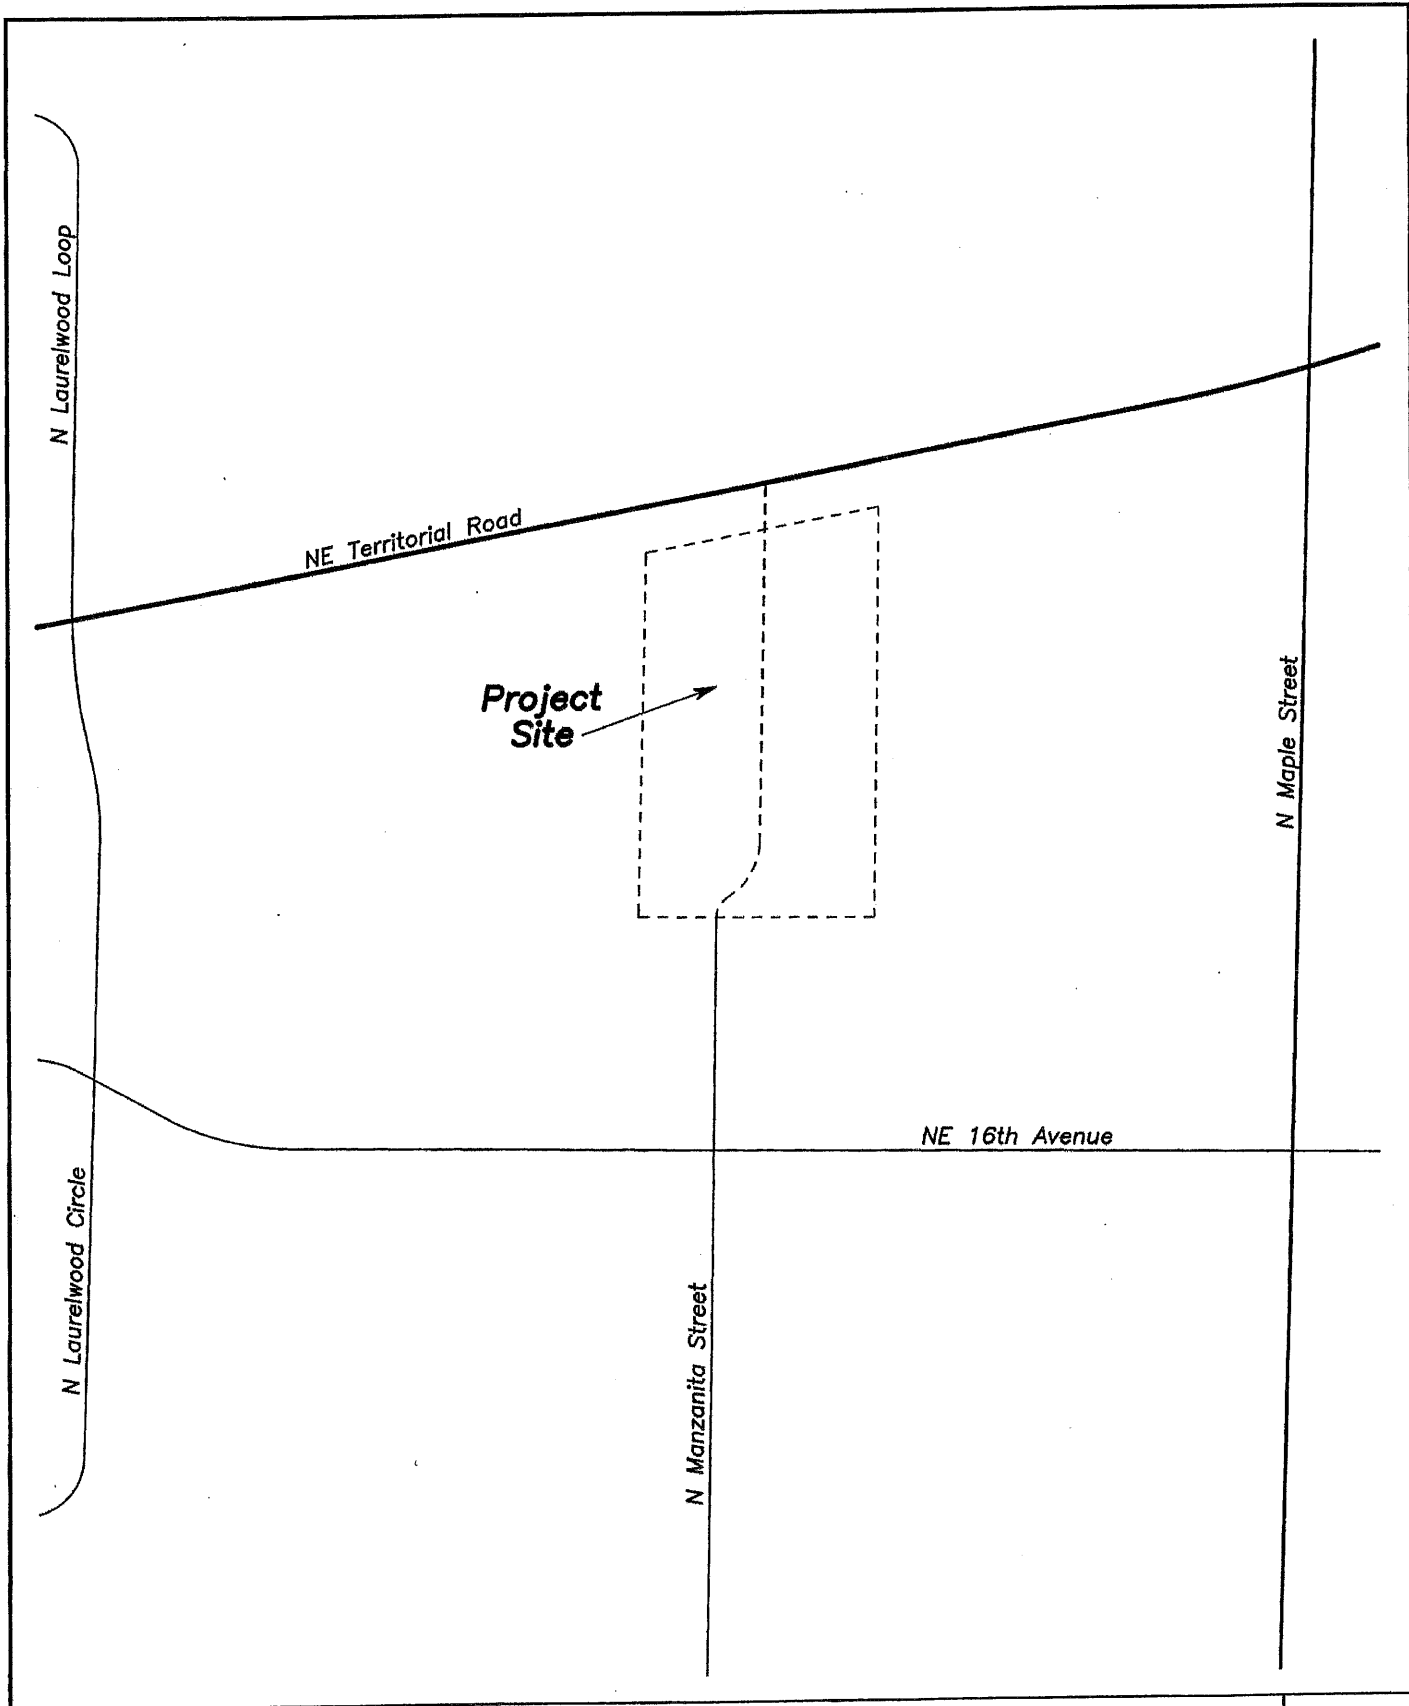 N Laurelwood Loop
NE Territorial Road
Project
Site
N Maple Street
NE 16th Avenue
N Laurelwood Circle
N Manzanita Street